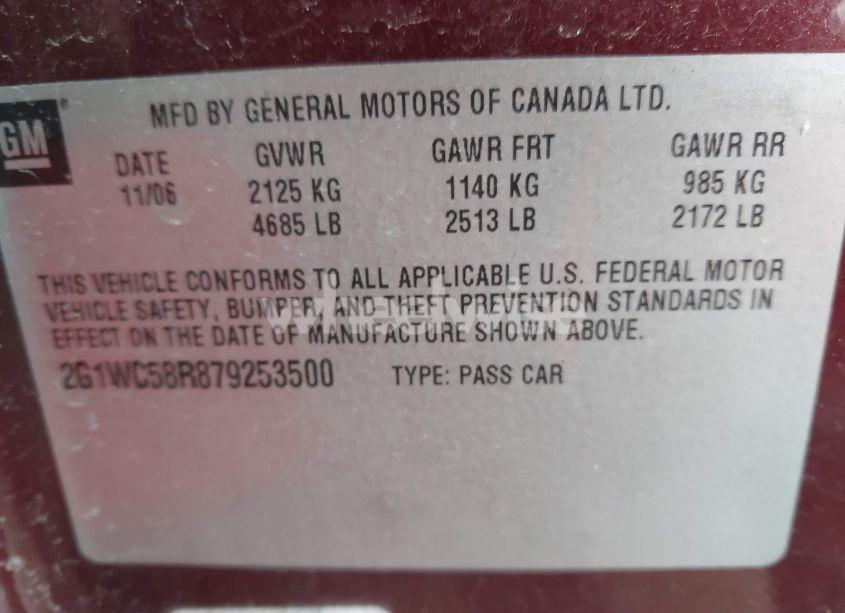 GM
MFD BY GENERAL MOTORS OF CANADA LTD.
DATE GVWR GAWR FRT GAWR RR
11/06 2125 KG 1140 KG 985 KG
4685 LB 2513 LB 2172 LB
THIS VEHICLE CONFORMS TO ALL APPLICABLE U.S. FEDERAL MOTOR
VEHICLE SAFETY, BUMPER, AND THEFT PREVENTION STANDARDS IN
EFFECT ON THE DATE OF MANUFACTURE SHOWN ABOVE.
2G1WC58R879253500 TYPE: PASS CAR